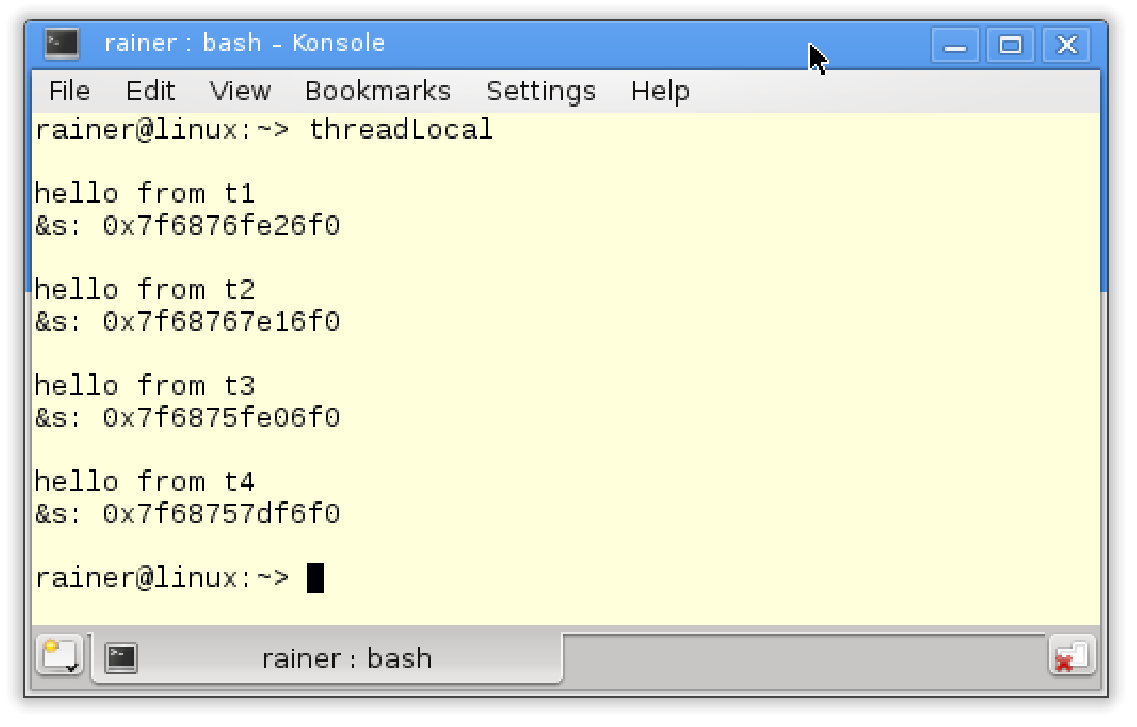 rainer : bash - Konsole
File Edit View Bookmarks Settings Help
rainer@linux:~> threadLocal
hello from t1
&s: 0x7f6876fe26f0
hello from t2
&s: 0x7f68767e16f0
hello from t3
&s: 0x7f6875fe06f0
hello from t4
&s: 0x7f68757df6f0
rainer@linux:~>
rainer : bash